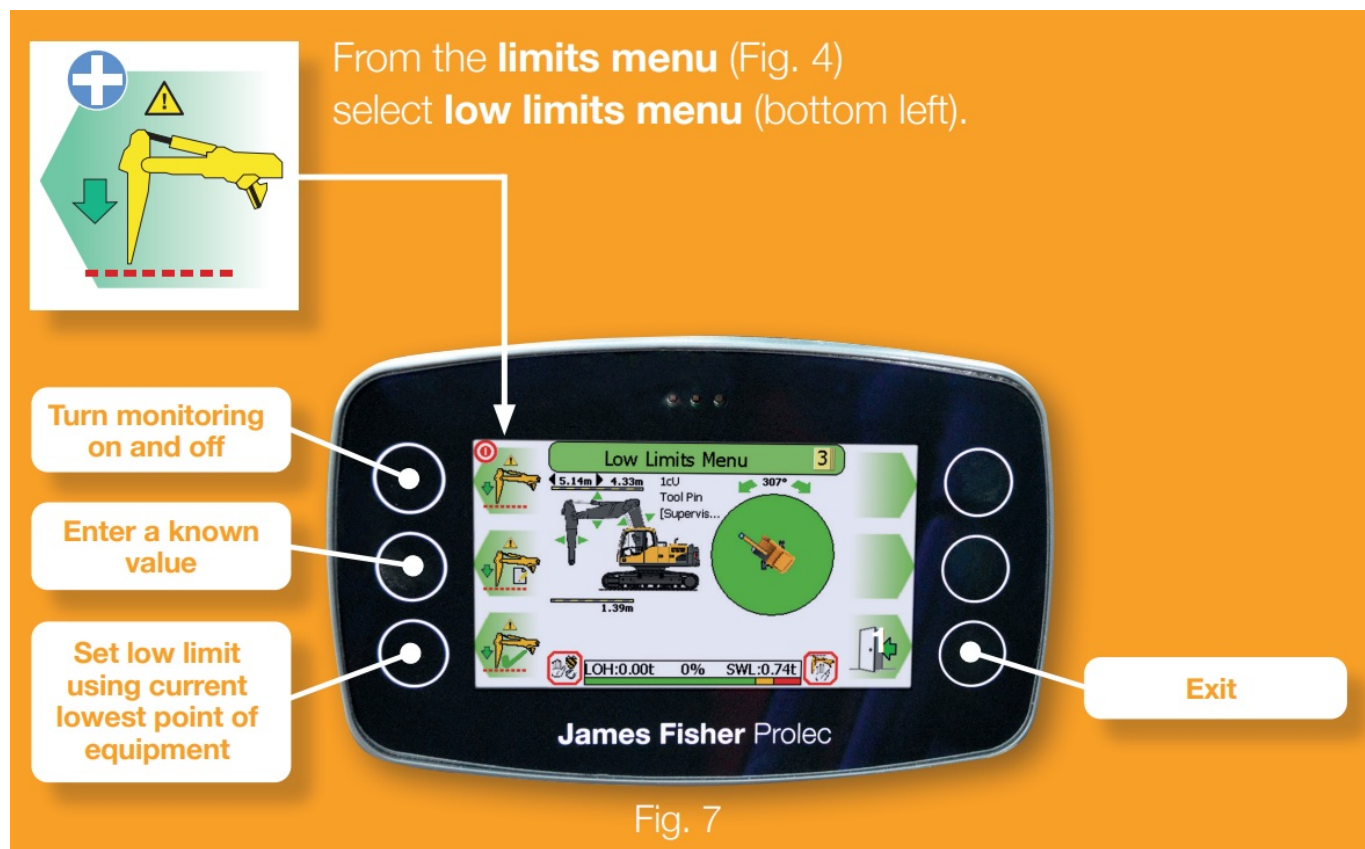 From the limits menu (Fig. 4)
select low limits menu (bottom left).
Turn monitoring
on and off
Enter a known
value
Set low limit
using current
lowest point of
equipment
Low Limits Menu 3
5.14m 4.33m 1cU 307°
Tool Pin
[Supervis...
1.39m
LOH:0.00t 0% SWL:0.74t
Exit
James Fisher Prolec
Fig. 7